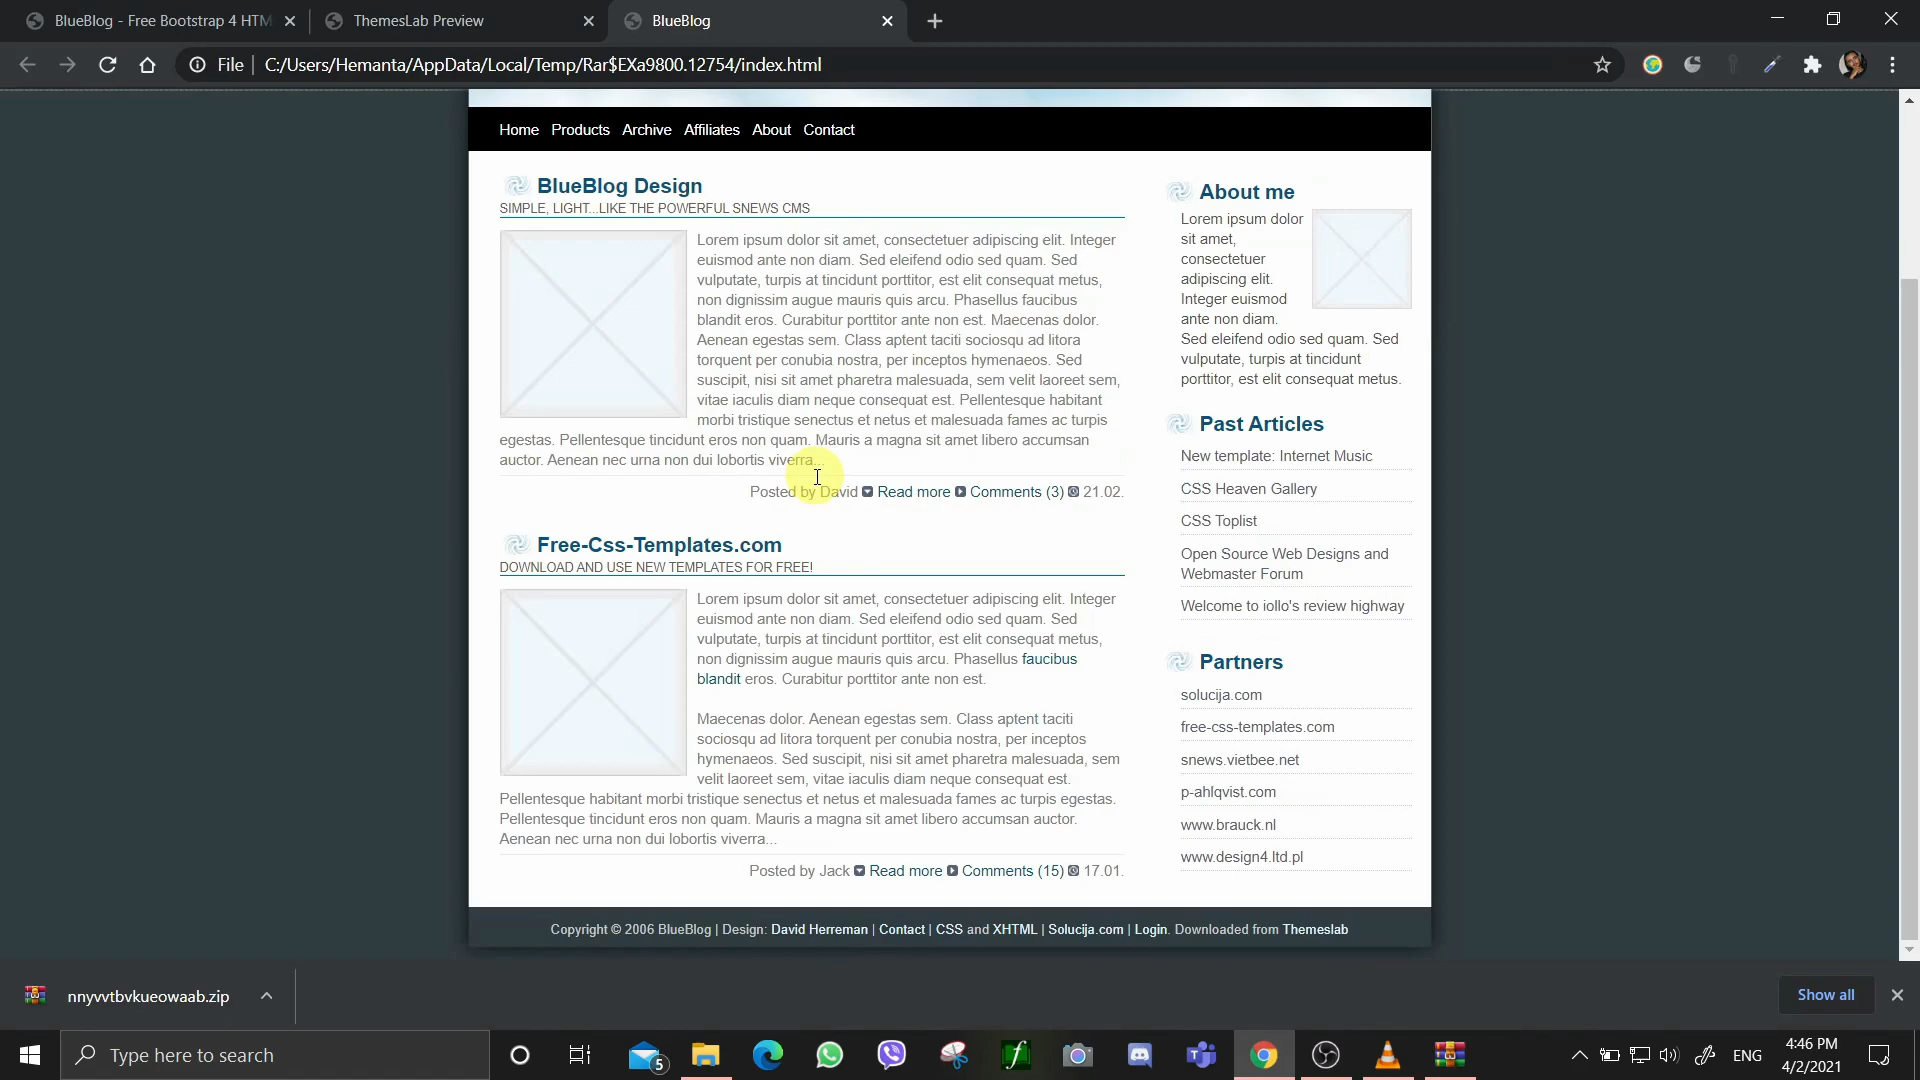 BlueBlog - Free Bootstrap 4 HTM
ThemesLab Preview
BlueBlog
File
C:/Users/Hemanta/AppData/Local/Temp/Rar$EXa9800.12754/index.html
Home Products Archive Affiliates About Contact
BlueBlog Design
SIMPLE, LIGHT...LIKE THE POWERFUL SNEWS CMS
Lorem ipsum dolor sit amet, consectetuer adipiscing elit. Integer
euismod ante non diam. Sed eleifend odio sed quam. Sed
vulputate, turpis at tincidunt porttitor, est elit consequat metus,
non dignissim augue mauris quis arcu. Phasellus faucibus
blandit eros. Curabitur porttitor ante non est. Maecenas dolor.
Aenean egestas sem. Class aptent taciti sociosqu ad litora
torquent per conubia nostra, per inceptos hymenaeos. Sed
suscipit, nisi sit amet pharetra malesuada, sem velit laoreet sem,
vitae iaculis diam neque consequat est. Pellentesque habitant
morbi tristique senectus et netus et malesuada fames ac turpis
egestas. Pellentesque tincidunt eros non quam. Mauris a magna sit amet libero accumsan
auctor. Aenean nec urna non dui lobortis viverra...
Posted by David Read more Comments (3) 21.02.
Free-Css-Templates.com
DOWNLOAD AND USE NEW TEMPLATES FOR FREE!
Lorem ipsum dolor sit amet, consectetuer adipiscing elit. Integer
euismod ante non diam. Sed eleifend odio sed quam. Sed
vulputate, turpis at tincidunt porttitor, est elit consequat metus,
non dignissim augue mauris quis arcu. Phasellus faucibus
blandit eros. Curabitur porttitor ante non est.
Maecenas dolor. Aenean egestas sem. Class aptent taciti
sociosqu ad litora torquent per conubia nostra, per inceptos
hymenaeos. Sed suscipit, nisi sit amet pharetra malesuada, sem
velit laoreet sem, vitae iaculis diam neque consequat est.
Pellentesque habitant morbi tristique senectus et netus et malesuada fames ac turpis egestas.
Pellentesque tincidunt eros non quam. Mauris a magna sit amet libero accumsan auctor.
Aenean nec urna non dui lobortis viverra...
Posted by Jack Read more Comments (15) 17.01.
About me
Lorem ipsum dolor
sit amet,
consectetuer
adipiscing elit.
Integer euismod
ante non diam.
Sed eleifend odio sed quam. Sed
vulputate, turpis at tincidunt
porttitor, est elit consequat metus.
Past Articles
New template: Internet Music
CSS Heaven Gallery
CSS Toplist
Open Source Web Designs and
Webmaster Forum
Welcome to iollo's review highway
Partners
solucija.com
free-css-templates.com
snews.vietbee.net
p-ahlqvist.com
www.brauck.nl
www.design4.ltd.pl
Copyright © 2006 BlueBlog | Design: David Herreman | Contact | CSS and XHTML | Solucija.com | Login. Downloaded from Themeslab
nnyvvtbvkueowaab.zip
Show all
Type here to search
5
ENG
4:46 PM
4/2/2021